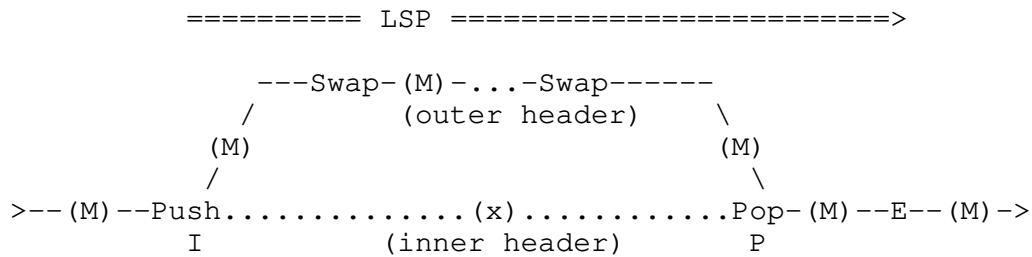 ========== LSP =========================>
---Swap-(M)-...-Swap------
/ (outer header) \
(M) (M)
/ \
>--(M)--Push..............(x)............Pop-(M)--E--(M)->
I (inner header) P